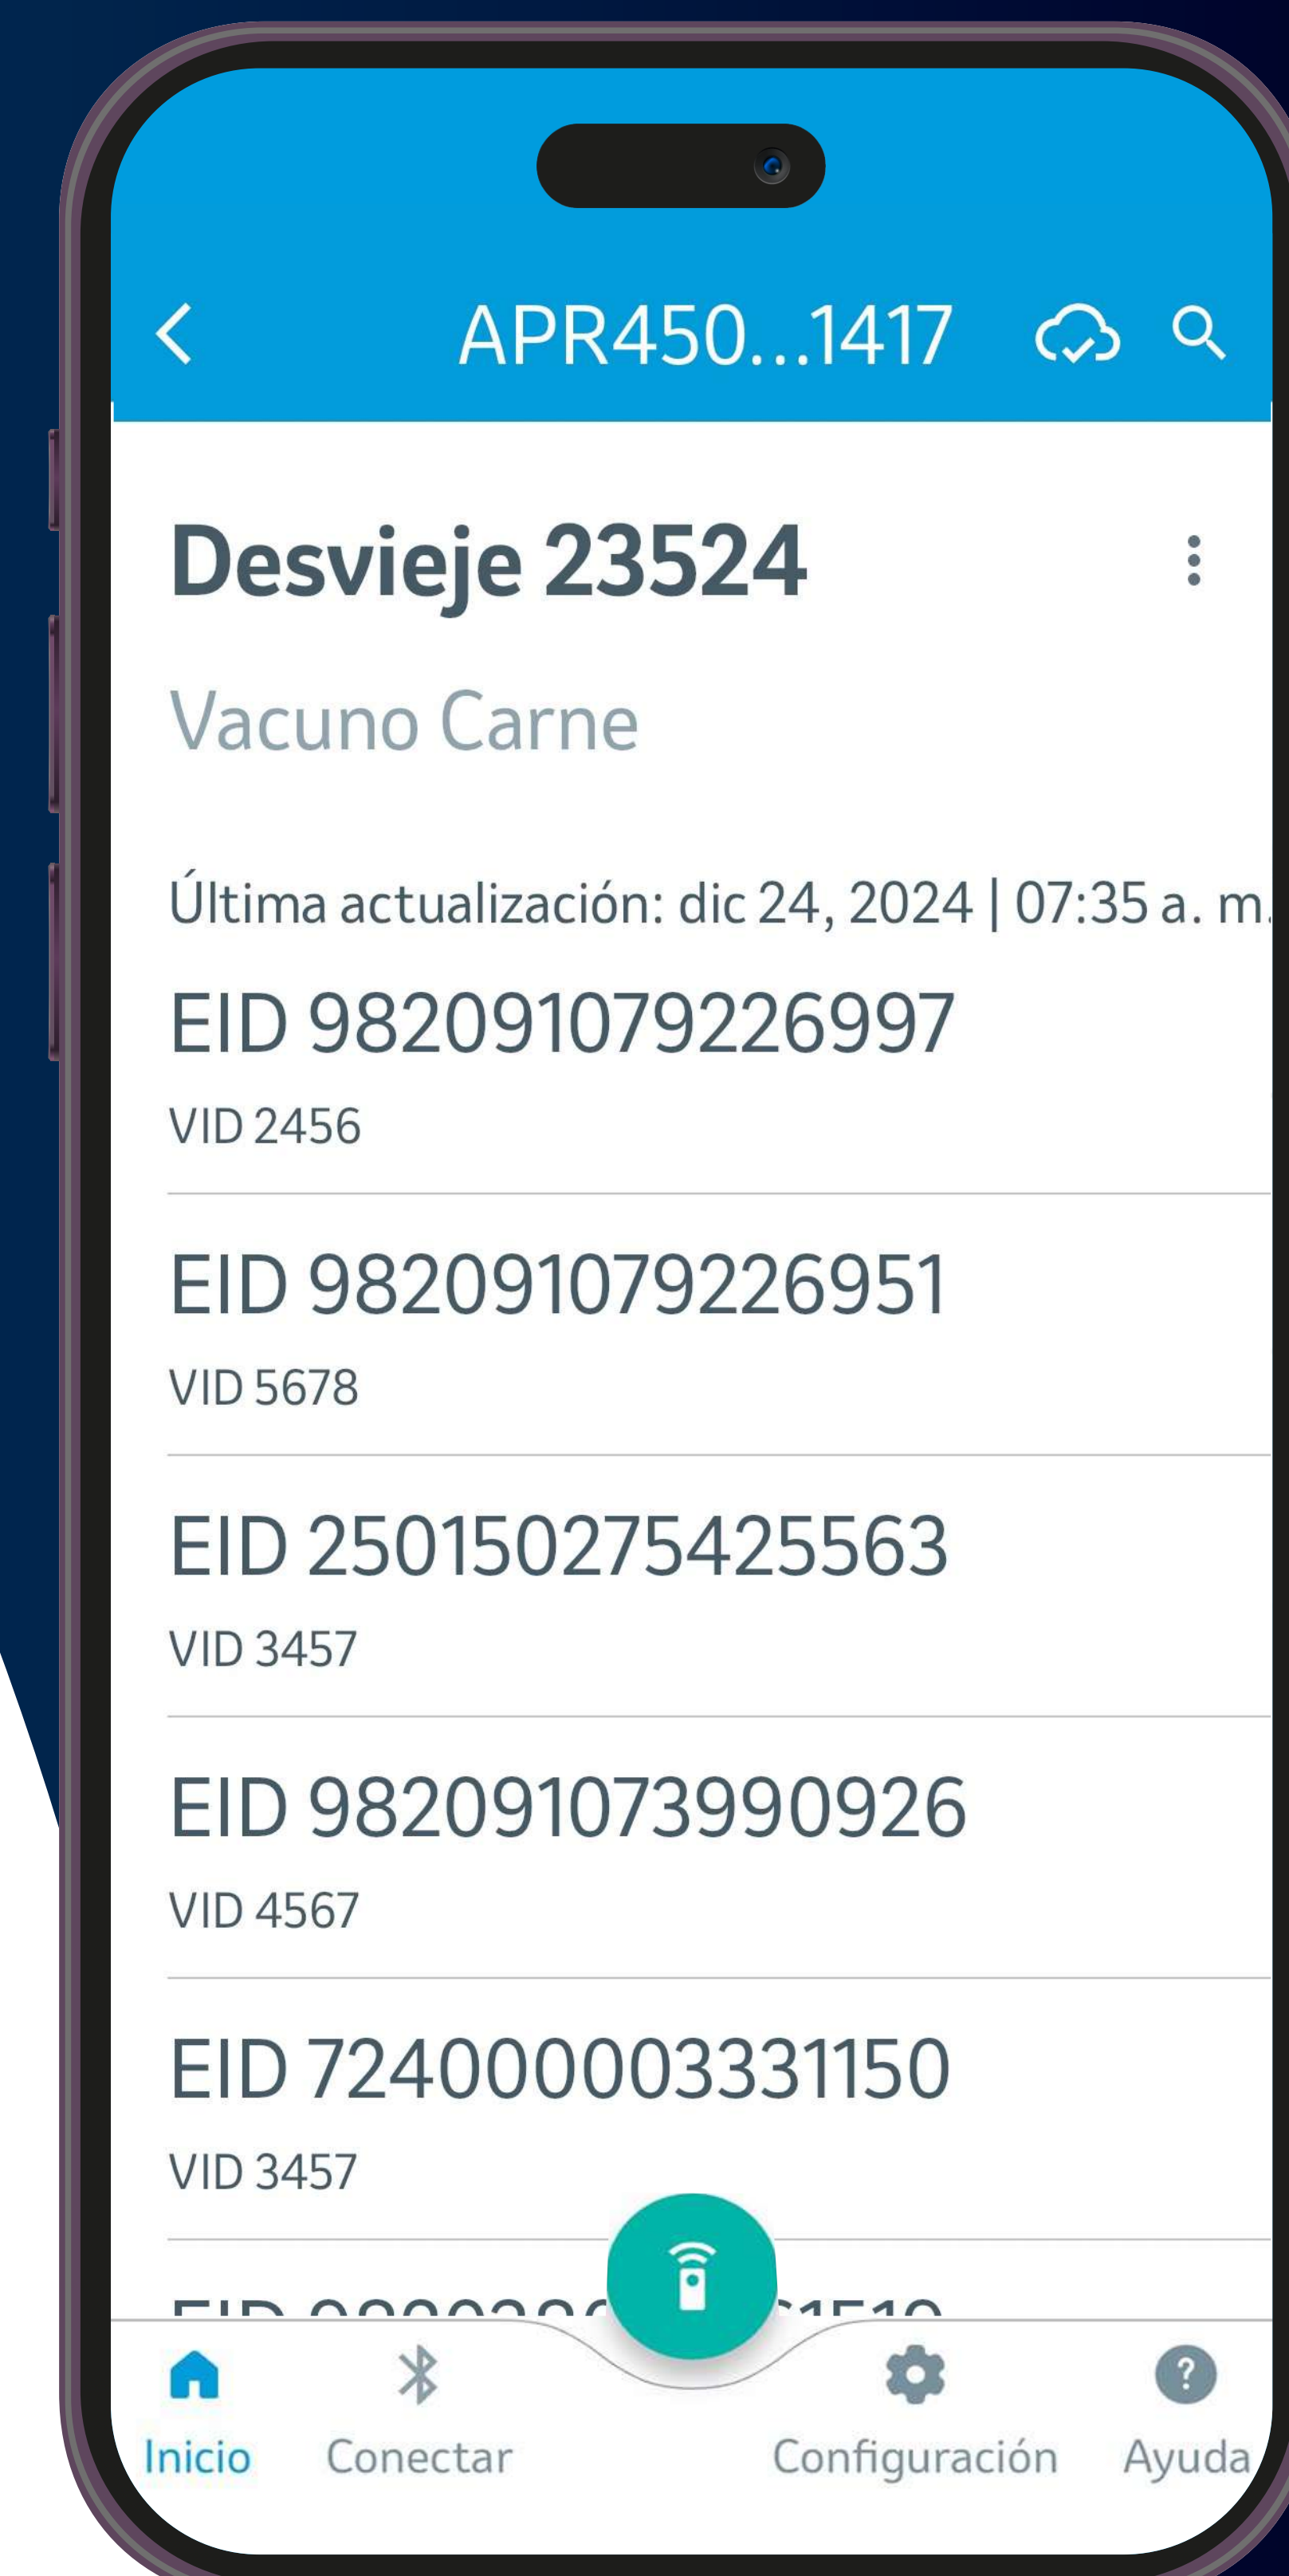 APR450...1417
Desvieje 23524
Vacuno Carne
Última actualización: dic 24, 2024 | 07:35 a. m.
EID 982091079226997
VID 2456
EID 982091079226951
VID 5678
EID 250150275425563
VID 3457
EID 982091073990926
VID 4567
EID 724000003331150
VID 3457
EID
Inicio
Conectar
Configuración
Ayuda